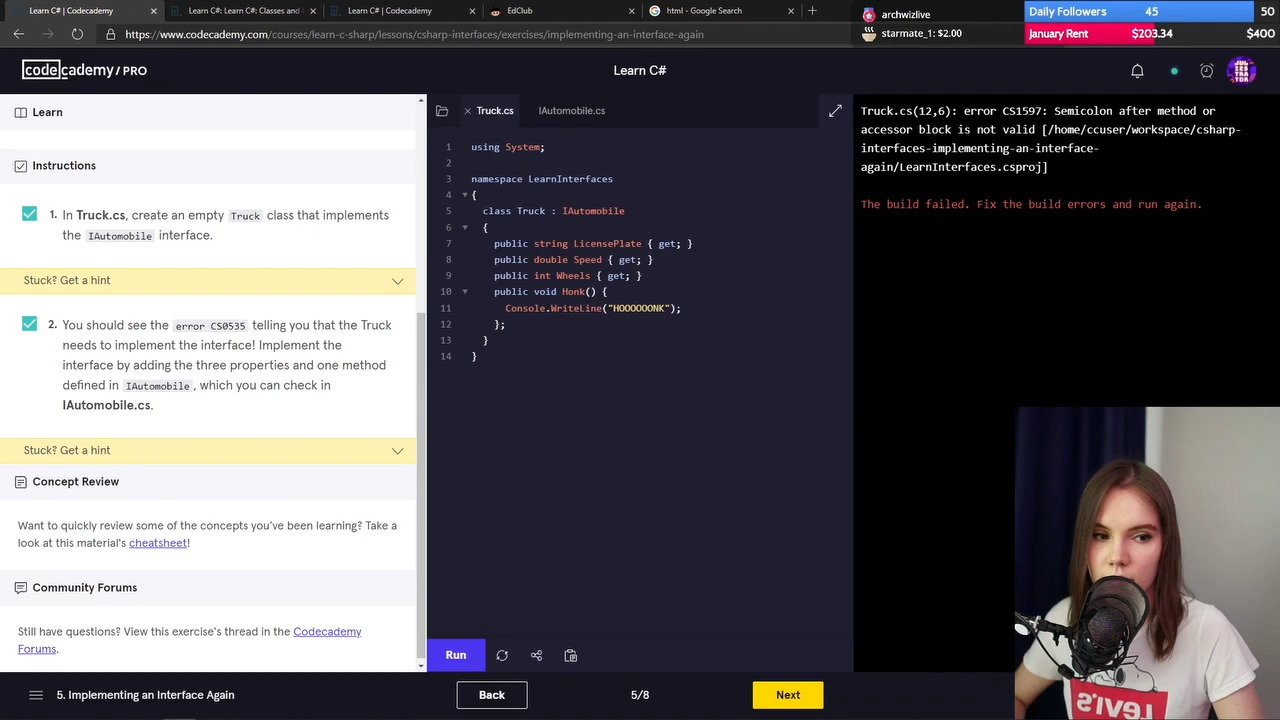 Learn C# | Codecademy
Learn C#: Learn C#: Classes and
Learn C# | Codecademy
EdClub
html - Google Search
https://www.codecademy.com/courses/learn-c-sharp/lessons/csharp-interfaces/exercises/implementing-an-interface-again
archwizlive
starmate_1: $2.00
Daily Followers 45 50
January Rent $203.34 $400
codecademy /PRO
Learn C#
Learn
Instructions
1. In Truck.cs, create an empty Truck class that implements
the IAutomobile interface.
Stuck? Get a hint
2. You should see the error CS0535 telling you that the Truck
needs to implement the interface! Implement the
interface by adding the three properties and one method
defined in IAutomobile, which you can check in
IAutomobile.cs.
Stuck? Get a hint
Concept Review
Want to quickly review some of the concepts you've been learning? Take a
look at this material's cheatsheet!
Community Forums
Still have questions? View this exercise's thread in the Codecademy
Forums.
Truck.cs
IAutomobile.cs
1 using System;
2
3 namespace LearnInterfaces
4 {
5 class Truck : IAutomobile
6 {
7 public string LicensePlate { get; }
8 public double Speed { get; }
9 public int Wheels { get; }
10 public void Honk() {
11 Console.WriteLine("HOOOOOONK");
12 };
13 }
14 }
Truck.cs(12,6): error CS1597: Semicolon after method or
accessor block is not valid [/home/ccuser/workspace/csharp-
interfaces-implementing-an-interface-
again/LearnInterfaces.csproj]
The build failed. Fix the build errors and run again.
Run
5. Implementing an Interface Again
Back
5/8
Next
LEVI'S